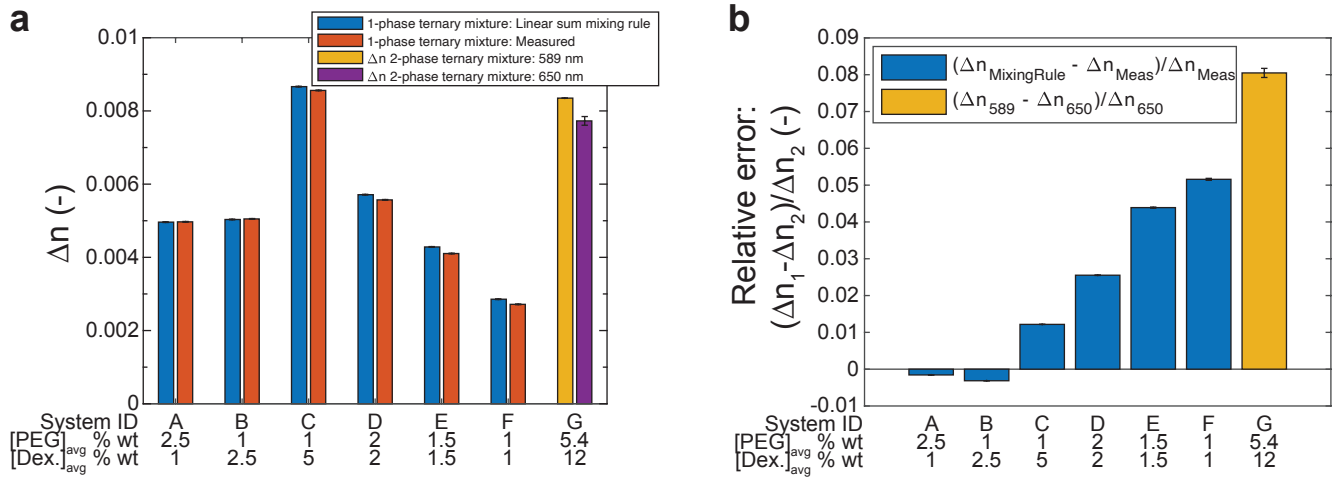 a
1-phase ternary mixture: Linear sum mixing rule
1-phase ternary mixture: Measured
Δn 2-phase ternary mixture: 589 nm
Δn 2-phase ternary mixture: 650 nm
0.01
0.008
0.006
0.004
0.002
0
Δn (-)
System ID A B C D E F G
[PEG]avg % wt 2.5 1 1 2 1.5 1 5.4
[Dex.]avg % wt 1 2.5 5 2 1.5 1 12
b
(ΔnMixingRule - ΔnMeas)/ΔnMeas
(Δn589 - Δn650)/Δn650
0.09
0.08
0.07
0.06
0.05
0.04
0.03
0.02
0.01
0
-0.01
Relative error:
(Δn1-Δn2)/Δn2 (-)
System ID A B C D E F G
[PEG]avg % wt 2.5 1 1 2 1.5 1 5.4
[Dex.]avg % wt 1 2.5 5 2 1.5 1 12